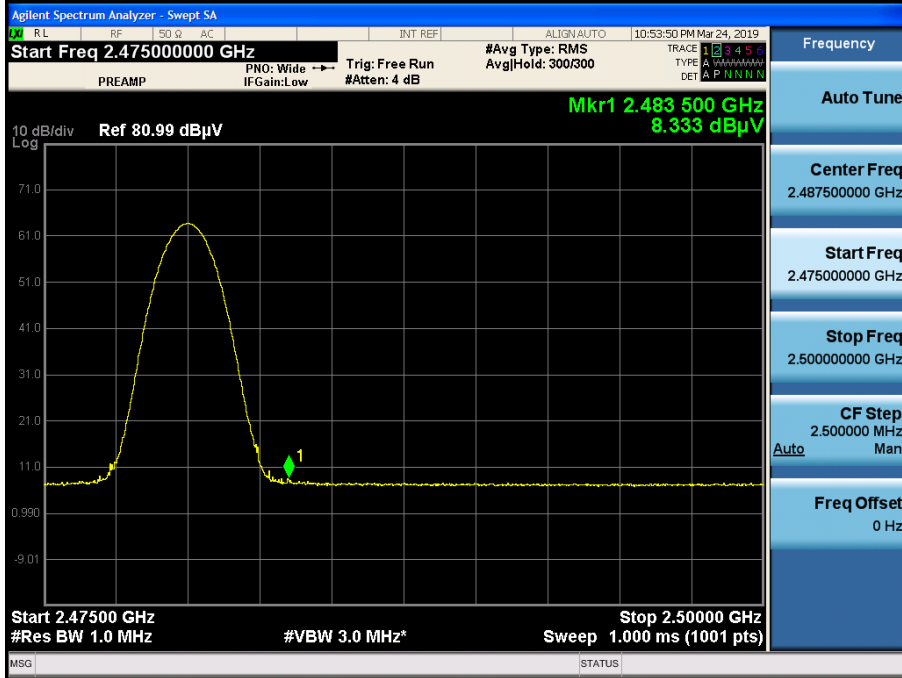 Agilent Spectrum Analyzer - Swept SA
LXI RL RF 50 Ω AC INT REF ALIGNAUTO 10:53:50 PM Mar 24, 2019
Start Freq 2.475000000 GHz
PREAMP
PNO: Wide
IFGain:Low
Trig: Free Run
#Atten: 4 dB
#Avg Type: RMS
Avg|Hold: 300/300
TRACE 1 2 3 4 5 6
TYPE A WWWWW
DET A P N N N N
Mkr1 2.483 500 GHz
8.333 dBµV
10 dB/div Ref 80.99 dBµV
Log
71.0
61.0
51.0
41.0
31.0
21.0
11.0
0.990
-9.01
1
Start 2.47500 GHz Stop 2.50000 GHz
#Res BW 1.0 MHz #VBW 3.0 MHz* Sweep 1.000 ms (1001 pts)
MSG STATUS
Frequency
Auto Tune
Center Freq
2.487500000 GHz
Start Freq
2.475000000 GHz
Stop Freq
2.500000000 GHz
CF Step
2.500000 MHz
Auto Man
Freq Offset
0 Hz